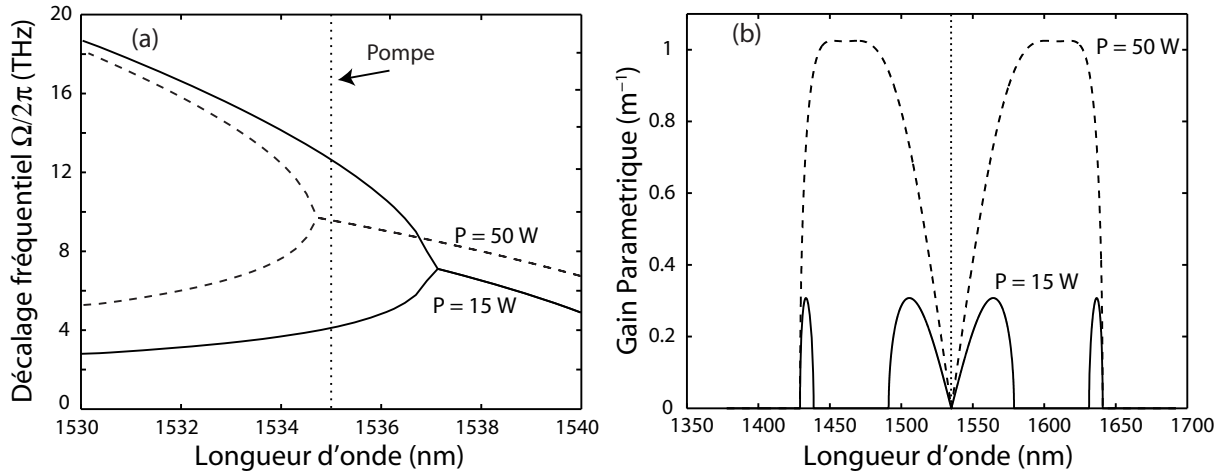 (a)
Pompe
P = 50 W
P = 15 W
Décalage fréquentiel Ω/2π (THz)
20
16
12
8
4
0
1530
1532
1534
1536
1538
1540
Longueur d'onde (nm)
(b)
P = 50 W
P = 15 W
Gain Parametrique (m⁻¹)
1
0.8
0.6
0.4
0.2
0
1350
1400
1450
1500
1550
1600
1650
1700
Longueur d'onde (nm)